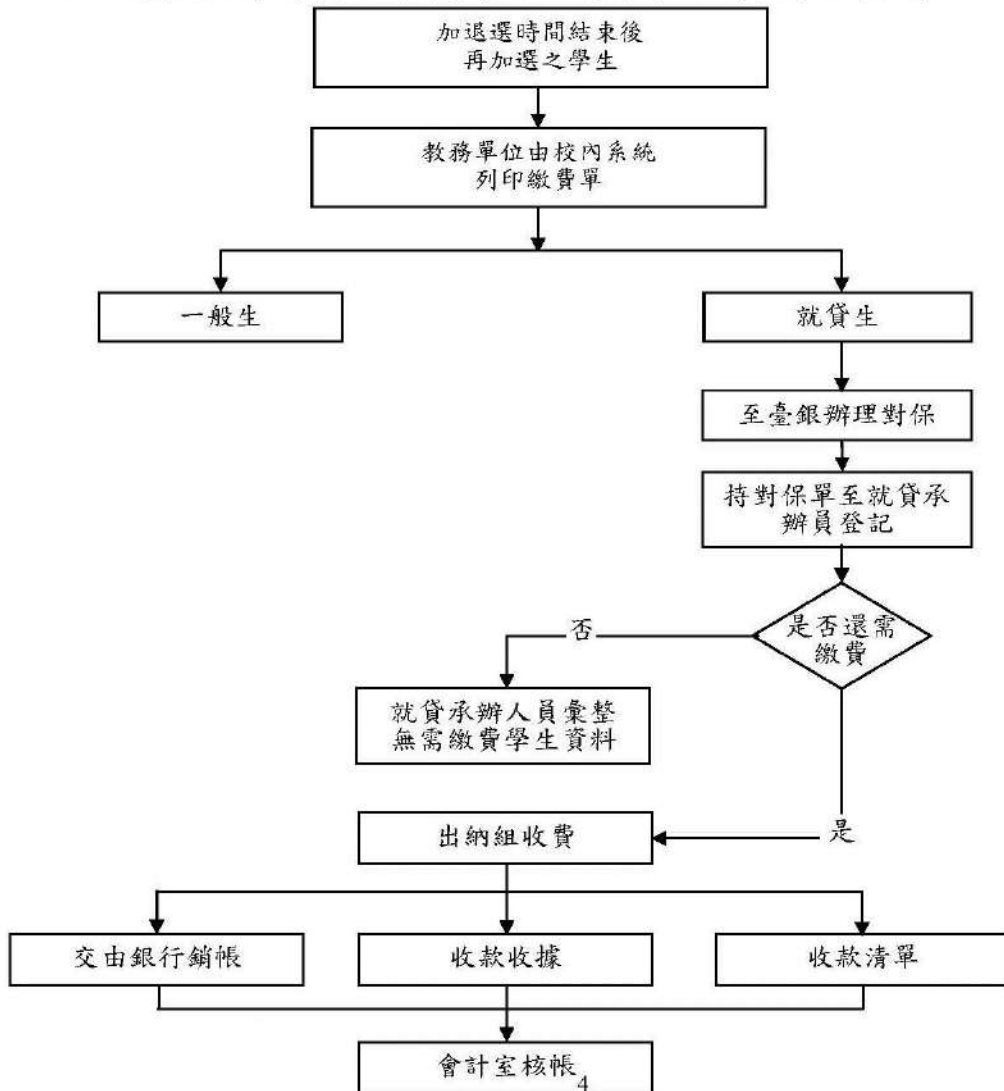 加退選時間結束後
再加選之學生
教務單位由校內系統
列印繳費單
一般生
就貸生
至臺銀辦理對保
持對保單至就貸承
辦員登記
是否還需
繳費
否
就貸承辦人員彙整
無需繳費學生資料
是
出納組收費
交由銀行銷帳
收款收據
收款清單
會計室核帳
4